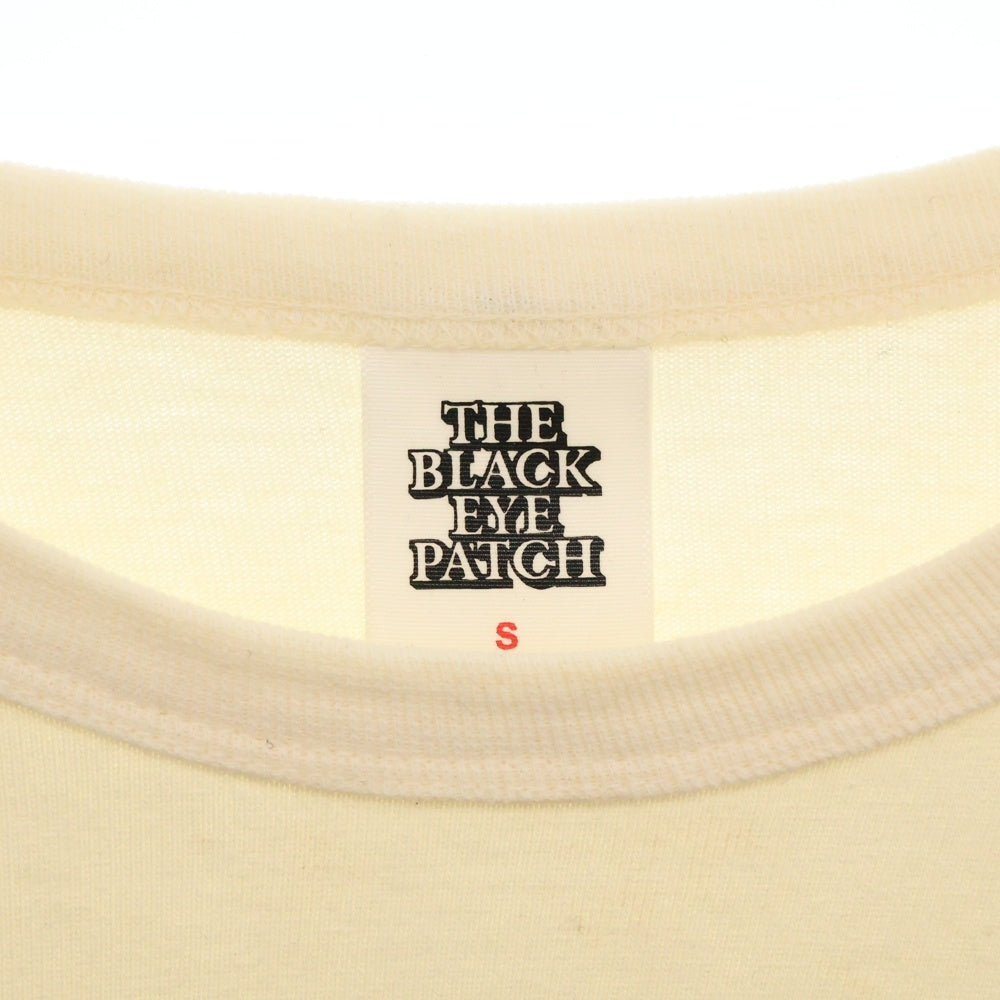 THE
BLACK
EYE
PATCH
S